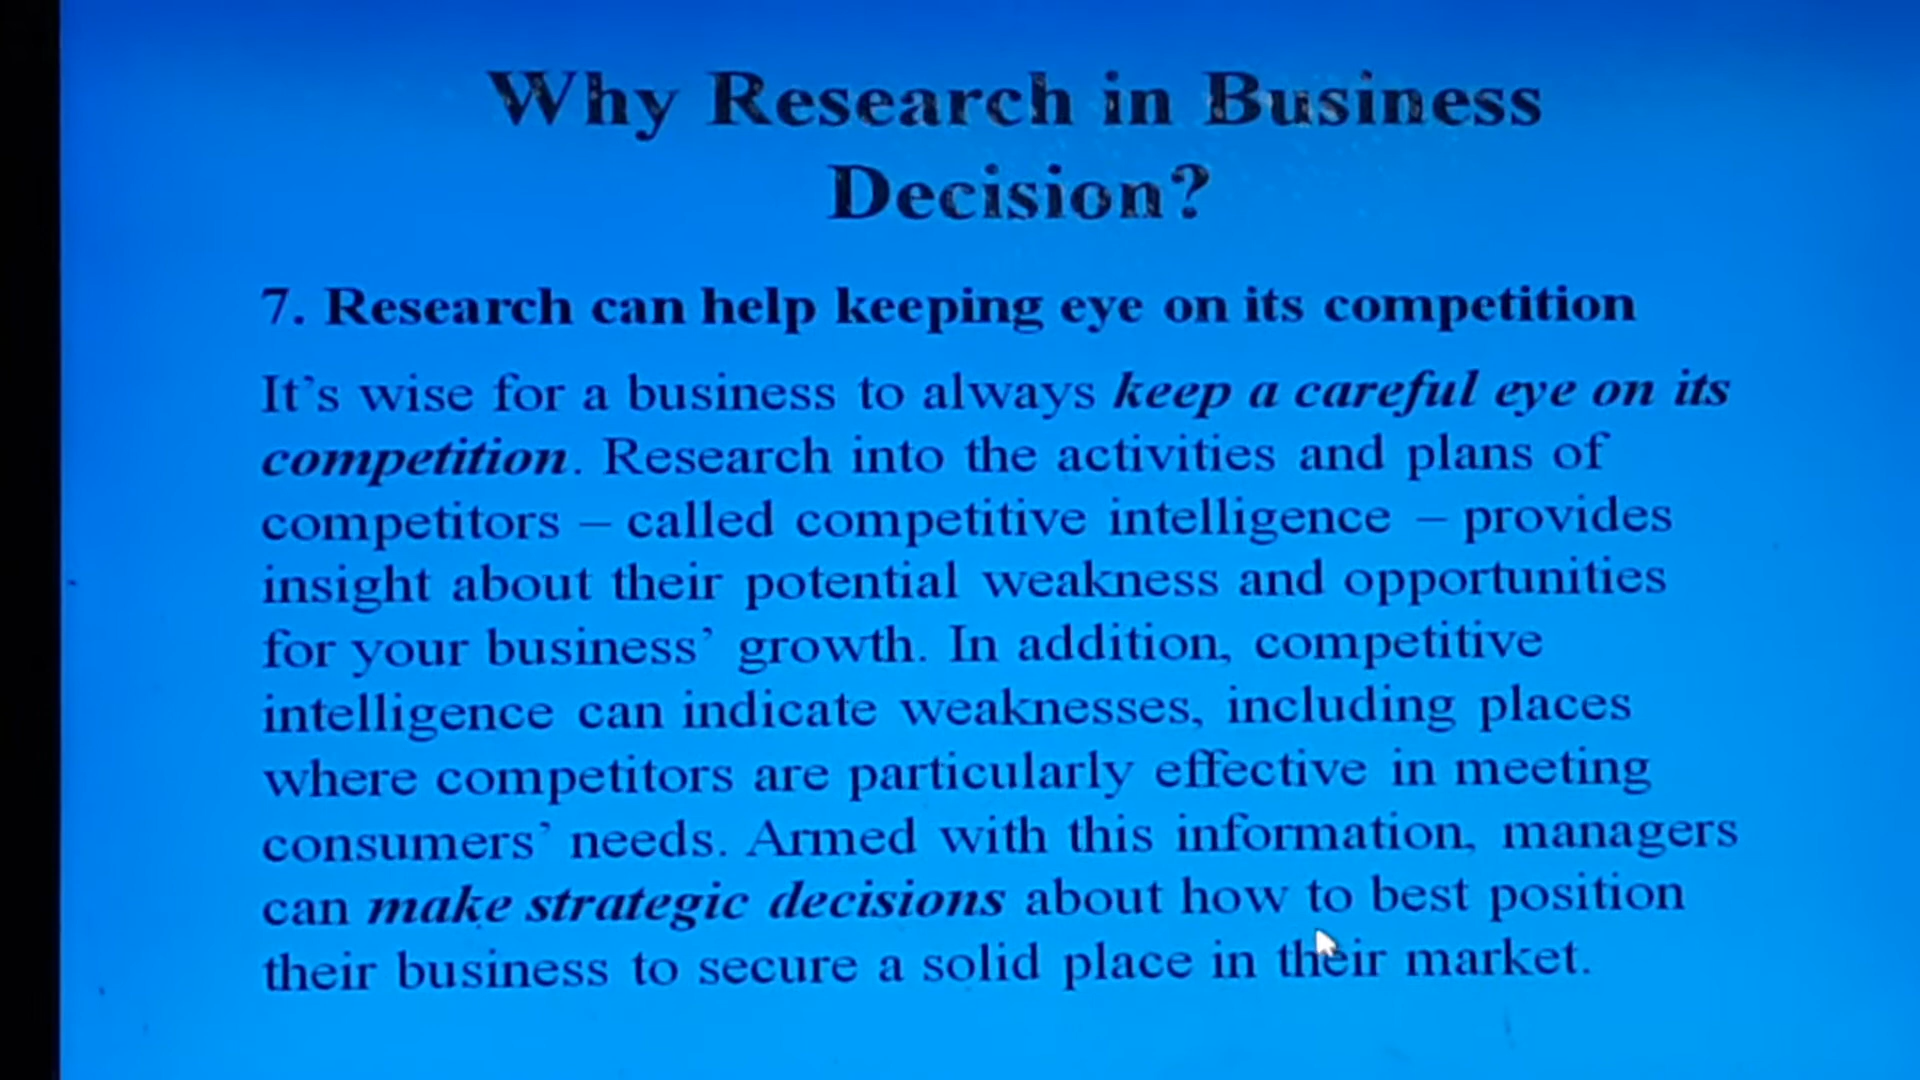 Why Research in Business
Decision?
7. Research can help keeping eye on its competition
It’s wise for a business to always keep a careful eye on its
competition. Research into the activities and plans of
competitors – called competitive intelligence – provides
insight about their potential weakness and opportunities
for your business’ growth. In addition, competitive
intelligence can indicate weaknesses, including places
where competitors are particularly effective in meeting
consumers’ needs. Armed with this information, managers
can make strategic decisions about how to best position
their business to secure a solid place in their market.